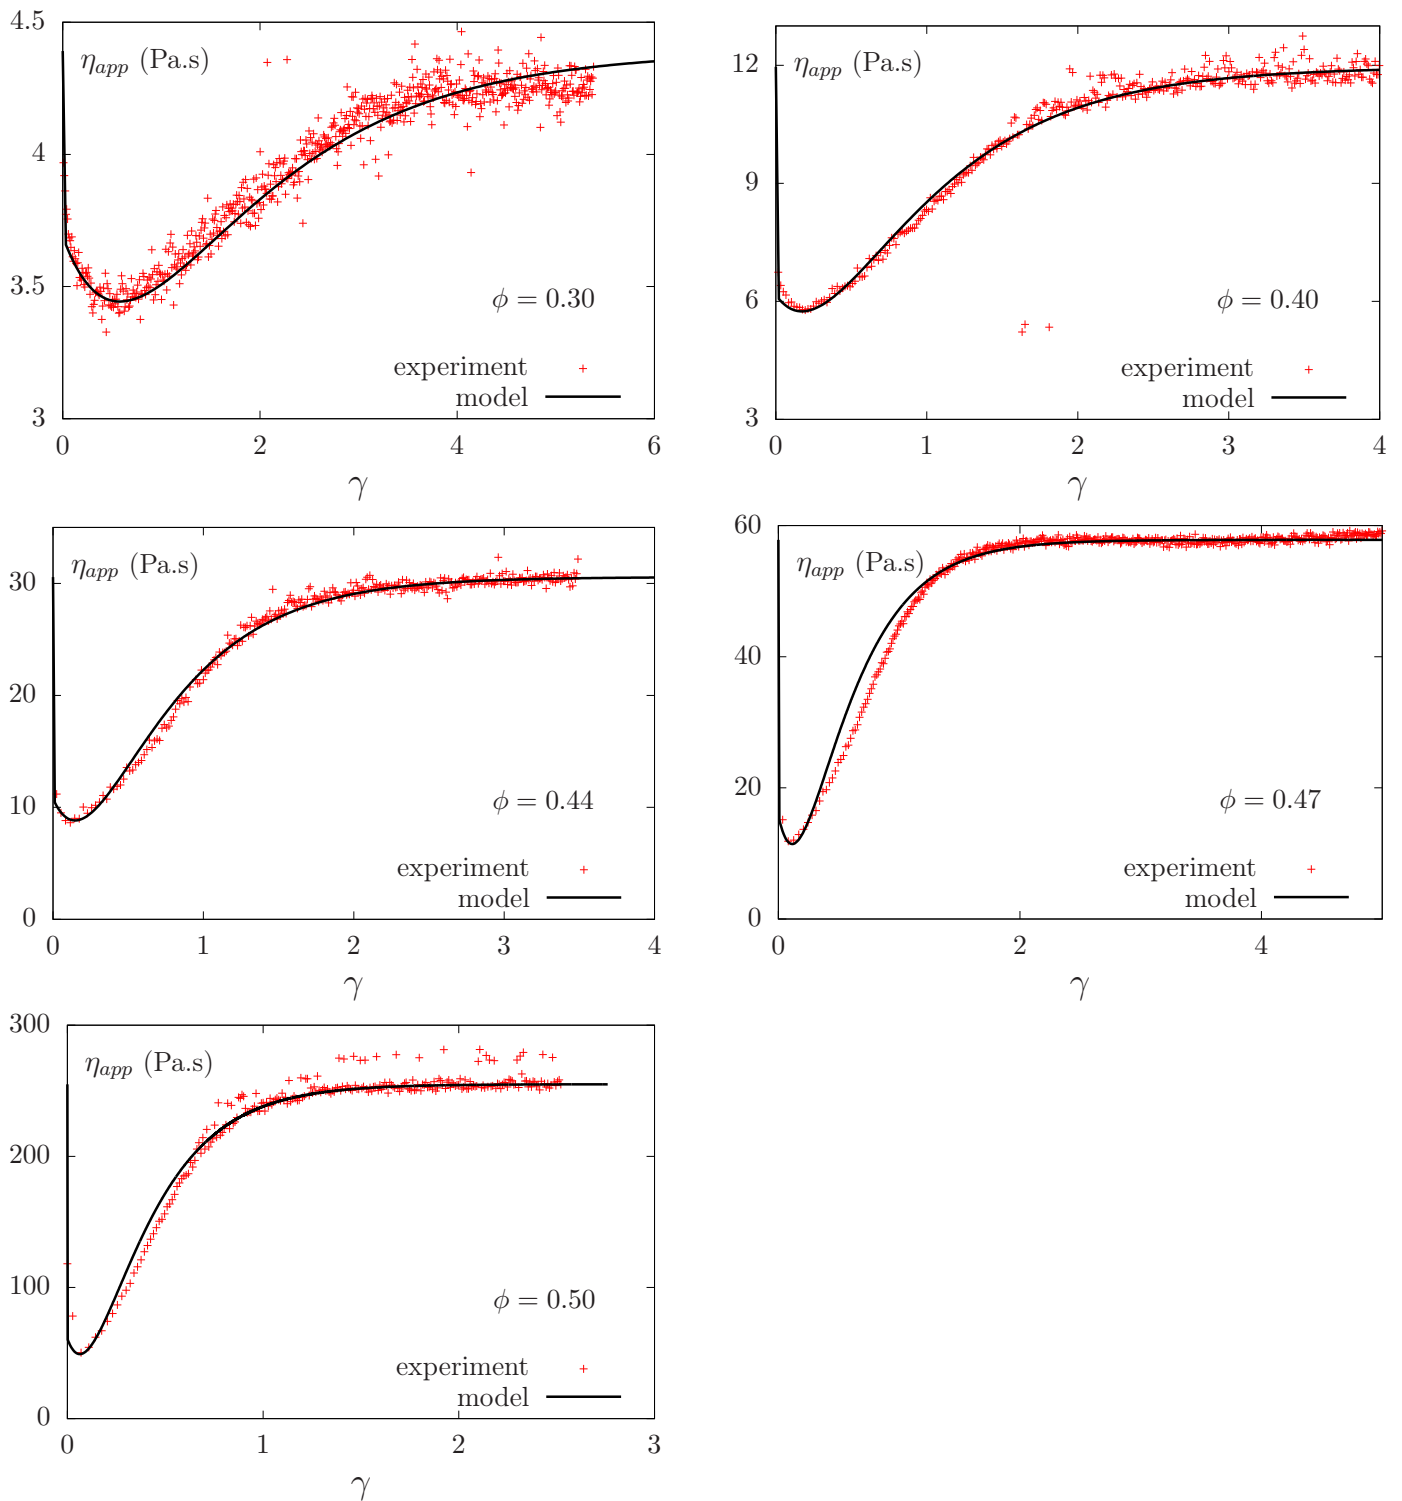 4.5
η_app (Pa.s)
4
3.5
ϕ = 0.30
experiment
model
3
0 2 4 6
γ
12
η_app (Pa.s)
9
6
ϕ = 0.40
experiment
model
3
0 1 2 3 4
γ
η_app (Pa.s)
30
20
10
ϕ = 0.44
experiment
model
0
0 1 2 3 4
γ
60
η_app (Pa.s)
40
20
ϕ = 0.47
experiment
model
0
0 2 4
γ
300
η_app (Pa.s)
200
100
ϕ = 0.50
experiment
model
0
0 1 2 3
γ